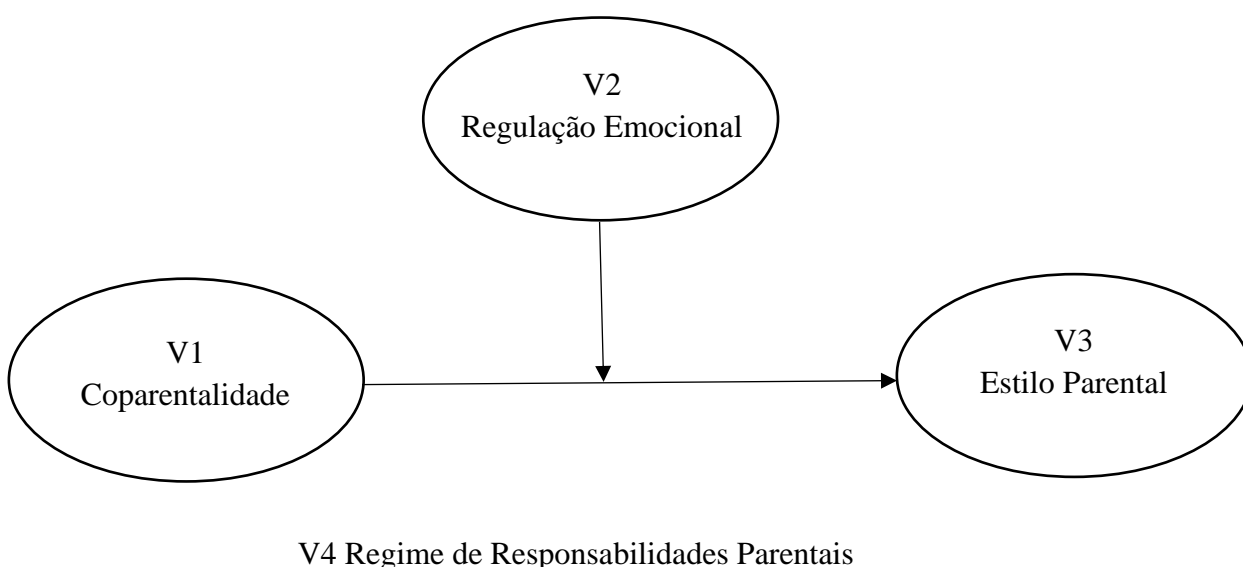 V2
Regulação Emocional
V1
Coparentalidade
V3
Estilo Parental
V4 Regime de Responsabilidades Parentais